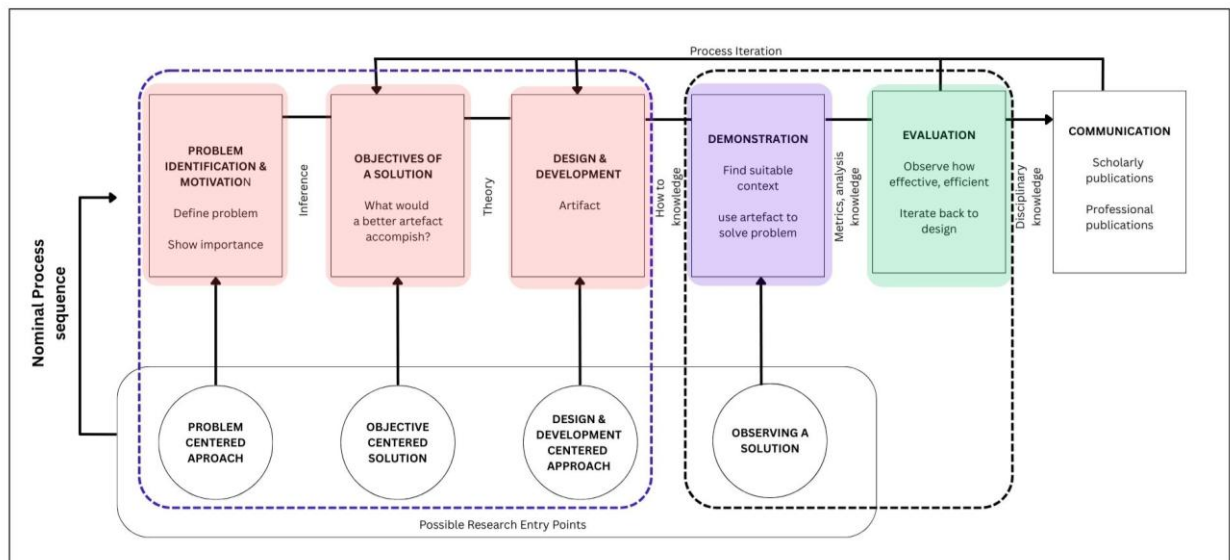 Process Iteration
PROBLEM
IDENTIFICATION &
MOTIVATION
Define problem
Show importance
Inference
OBJECTIVES OF
A SOLUTION
What would
a better artefact
accompish?
Theory
DESIGN &
DEVELOPMENT
Artifact
How to
knowledge
DEMONSTRATION
Find suitable
context
use artefact to
solve problem
Metrics, analysis
knowledge
EVALUATION
Observe how
effective, efficient
Iterate back to
design
Disciplinary
knowledge
COMMUNICATION
Scholarly
publications
Professional
publications
Nominal Process
sequence
PROBLEM
CENTERED
APROACH
OBJECTIVE
CENTERED
SOLUTION
DESIGN &
DEVELOPMENT
CENTERED
APPROACH
OBSERVING A
SOLUTION
Possible Research Entry Points